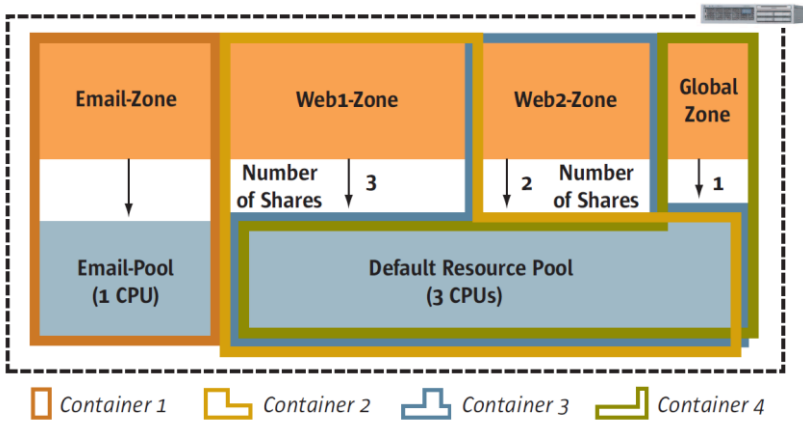 Email-Zone
Web1-Zone
Web2-Zone
Global
Zone
Number
of Shares
3
2
Number
of Shares
1
Email-Pool
(1 CPU)
Default Resource Pool
(3 CPUs)
Container 1
Container 2
Container 3
Container 4